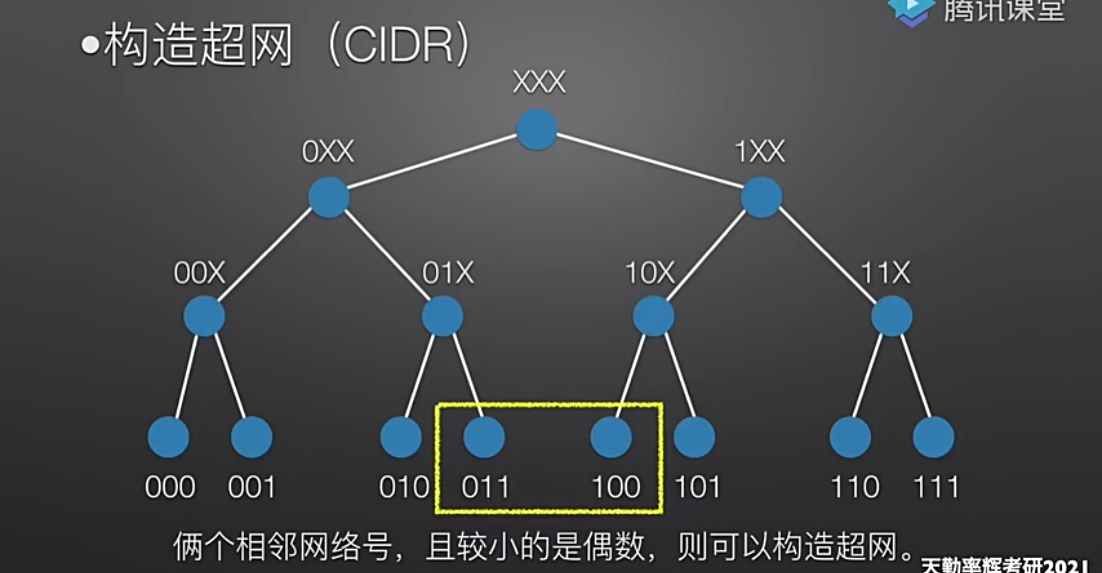 腾讯课堂
•构造超网（CIDR）
XXX
0XX 1XX
00X 01X 10X 11X
000 001 010 011 100 101 110 111
俩个相邻网络号，且较小的是偶数，则可以构造超网。
天勤率辉考研2021